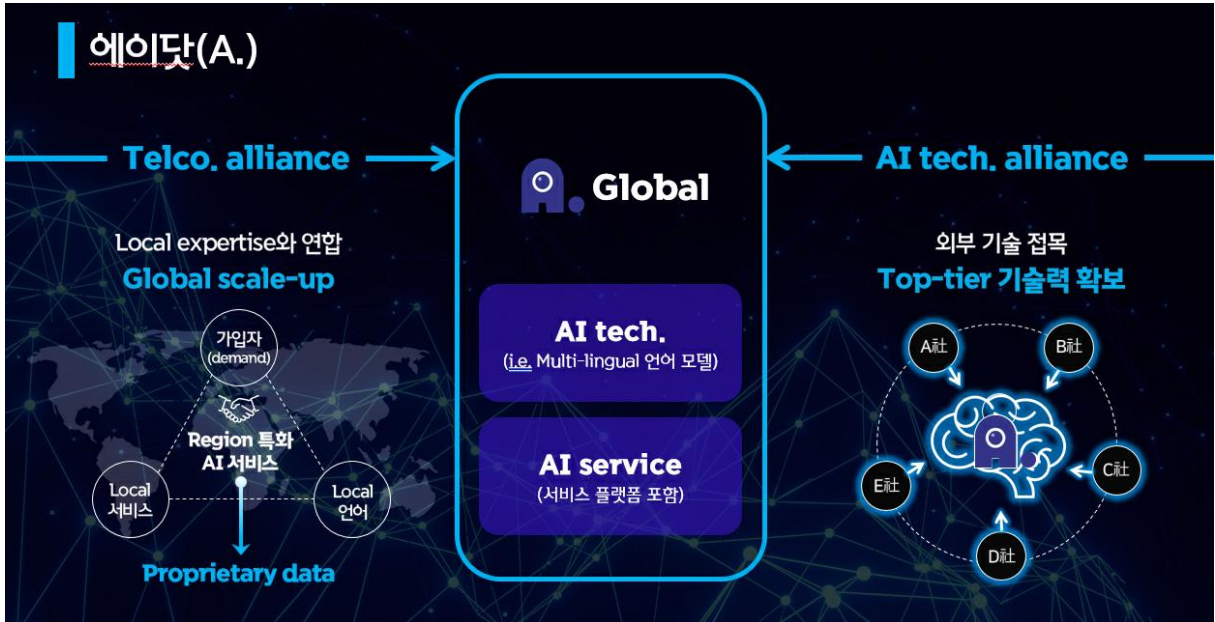 에이닷(A.)
Telco. alliance
Local expertise와 연합
Global scale-up
가입자
(demand)
Region 특화
AI 서비스
Local
서비스
Local
언어
Proprietary data
A. Global
AI tech.
(i.e. Multi-lingual 언어 모델)
AI service
(서비스 플랫폼 포함)
AI tech. alliance
외부 기술 접목
Top-tier 기술력 확보
A社
B社
C社
D社
E社